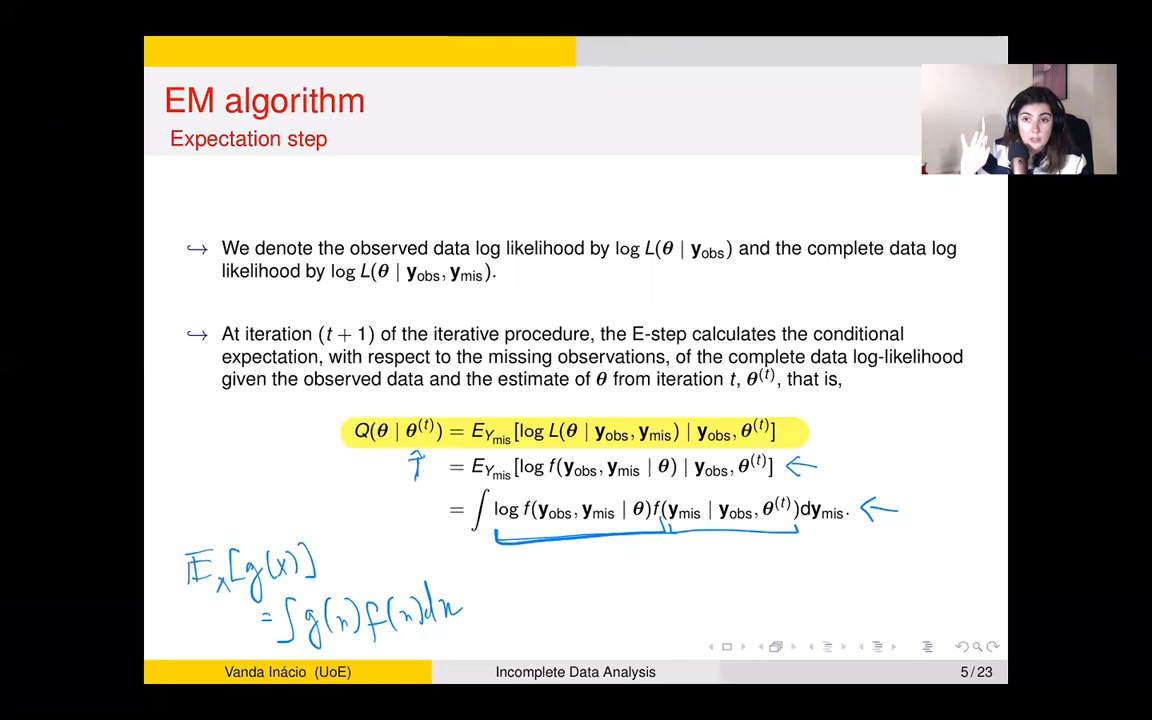 EM algorithm
Expectation step
↪ We denote the observed data log likelihood by log L(θ | y_obs) and the complete data log
likelihood by log L(θ | y_obs, y_mis).
↪ At iteration (t + 1) of the iterative procedure, the E-step calculates the conditional
expectation, with respect to the missing observations, of the complete data log-likelihood
given the observed data and the estimate of θ from iteration t, θ^(t), that is,
Q(θ | θ^(t)) = E_{Y_mis}[log L(θ | y_obs, y_mis) | y_obs, θ^(t)]
= E_{Y_mis}[log f(y_obs, y_mis | θ) | y_obs, θ^(t)] ←
= ∫ log f(y_obs, y_mis | θ)f(y_mis | y_obs, θ^(t))dy_mis. ←
𝔼_x[g(x)]
= ∫ g(x) f(x) dx
Vanda Inácio (UoE) Incomplete Data Analysis 5 / 23